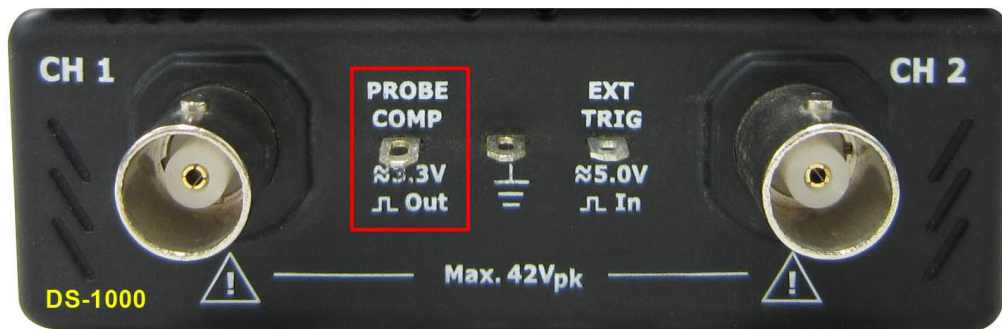 CH 1
PROBE
COMP
≈3.3V
⎍ Out
EXT
TRIG
≈5.0V
⎍ In
CH 2
! Max. 42Vpk !
DS-1000